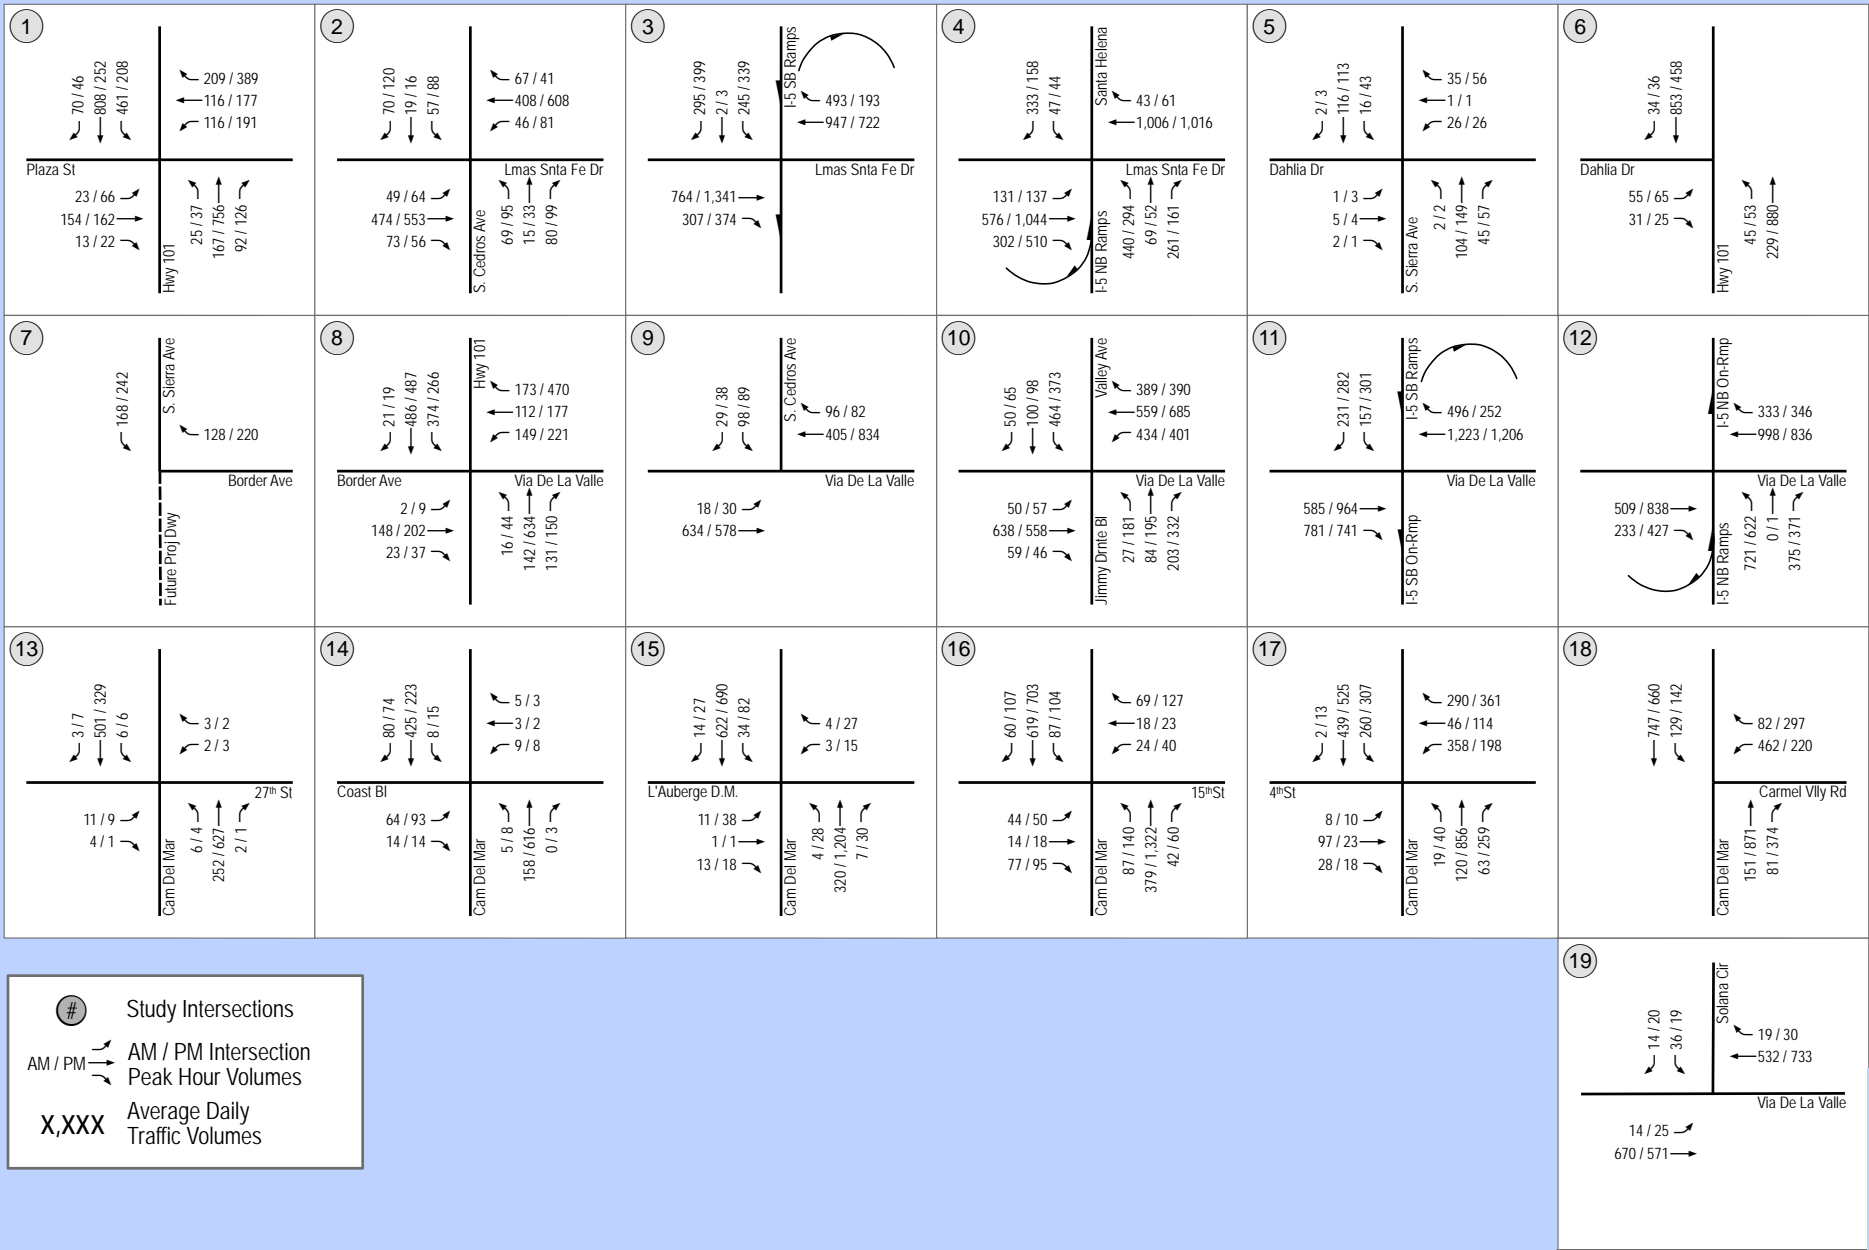 1
70 / 46
808 / 252
461 / 208
209 / 389
116 / 177
116 / 191
Plaza St
23 / 66
154 / 162
13 / 22
Hwy 101
25 / 37
167 / 756
92 / 126
2
70 / 120
19 / 16
57 / 88
67 / 41
408 / 608
46 / 81
Lmas Snta Fe Dr
49 / 64
474 / 553
73 / 56
S. Cedros Ave
69 / 95
15 / 33
80 / 99
3
295 / 399
2 / 3
245 / 339
I-5 SB Ramps
493 / 193
947 / 722
Lmas Snta Fe Dr
764 / 1,341
307 / 374
4
333 / 158
47 / 44
Santa Helena
43 / 61
1,006 / 1,016
Lmas Snta Fe Dr
131 / 137
576 / 1,044
302 / 510
I-5 NB Ramps
440 / 294
69 / 52
261 / 161
5
2 / 3
116 / 113
16 / 43
35 / 56
1 / 1
26 / 26
Dahlia Dr
1 / 3
5 / 4
2 / 1
S. Sierra Ave
2 / 2
104 / 149
45 / 57
6
34 / 36
853 / 458
Dahlia Dr
55 / 65
31 / 25
Hwy 101
45 / 53
229 / 880
7
168 / 242
S. Sierra Ave
128 / 220
Border Ave
Future Proj Dwy
8
21 / 19
486 / 487
374 / 266
Hwy 101
173 / 470
112 / 177
149 / 221
Border Ave
Via De La Valle
2 / 9
148 / 202
23 / 37
16 / 44
142 / 634
131 / 150
9
29 / 38
98 / 89
S. Cedros Ave
96 / 82
405 / 834
Via De La Valle
18 / 30
634 / 578
10
50 / 65
100 / 98
464 / 373
Valley Ave
389 / 390
559 / 685
434 / 401
Via De La Valle
50 / 57
638 / 558
59 / 46
Jimmy Drnte Bl
27 / 181
84 / 195
203 / 332
11
231 / 282
157 / 301
I-5 SB Ramps
496 / 252
1,223 / 1,206
Via De La Valle
585 / 964
781 / 741
I-5 SB On-Rmp
12
I-5 NB On-Rmp
333 / 346
998 / 836
Via De La Valle
509 / 838
233 / 427
I-5 NB Ramps
721 / 622
0 / 1
375 / 371
13
3 / 7
501 / 329
6 / 6
3 / 2
2 / 3
27th St
11 / 9
4 / 1
Cam Del Mar
6 / 4
252 / 627
2 / 1
14
80 / 74
425 / 223
8 / 15
5 / 3
3 / 2
9 / 8
Coast Bl
64 / 93
14 / 14
Cam Del Mar
5 / 8
158 / 616
0 / 3
15
14 / 27
622 / 690
34 / 82
4 / 27
3 / 15
L'Auberge D.M.
11 / 38
1 / 1
13 / 18
Cam Del Mar
4 / 28
320 / 1,204
7 / 30
16
60 / 107
619 / 703
87 / 104
69 / 127
18 / 23
24 / 40
15thSt
44 / 50
14 / 18
77 / 95
Cam Del Mar
87 / 140
379 / 1,322
42 / 60
17
2 / 13
439 / 525
260 / 307
290 / 361
46 / 114
358 / 198
4thSt
8 / 10
97 / 23
28 / 18
Cam Del Mar
19 / 40
120 / 856
63 / 259
18
747 / 660
129 / 142
82 / 297
462 / 220
Carmel Vlly Rd
Cam Del Mar
151 / 871
81 / 374
19
14 / 20
36 / 19
Solana Cir
19 / 30
532 / 733
Via De La Valle
14 / 25
670 / 571
# Study Intersections
AM / PM
AM / PM Intersection
Peak Hour Volumes
X,XXX
Average Daily
Traffic Volumes